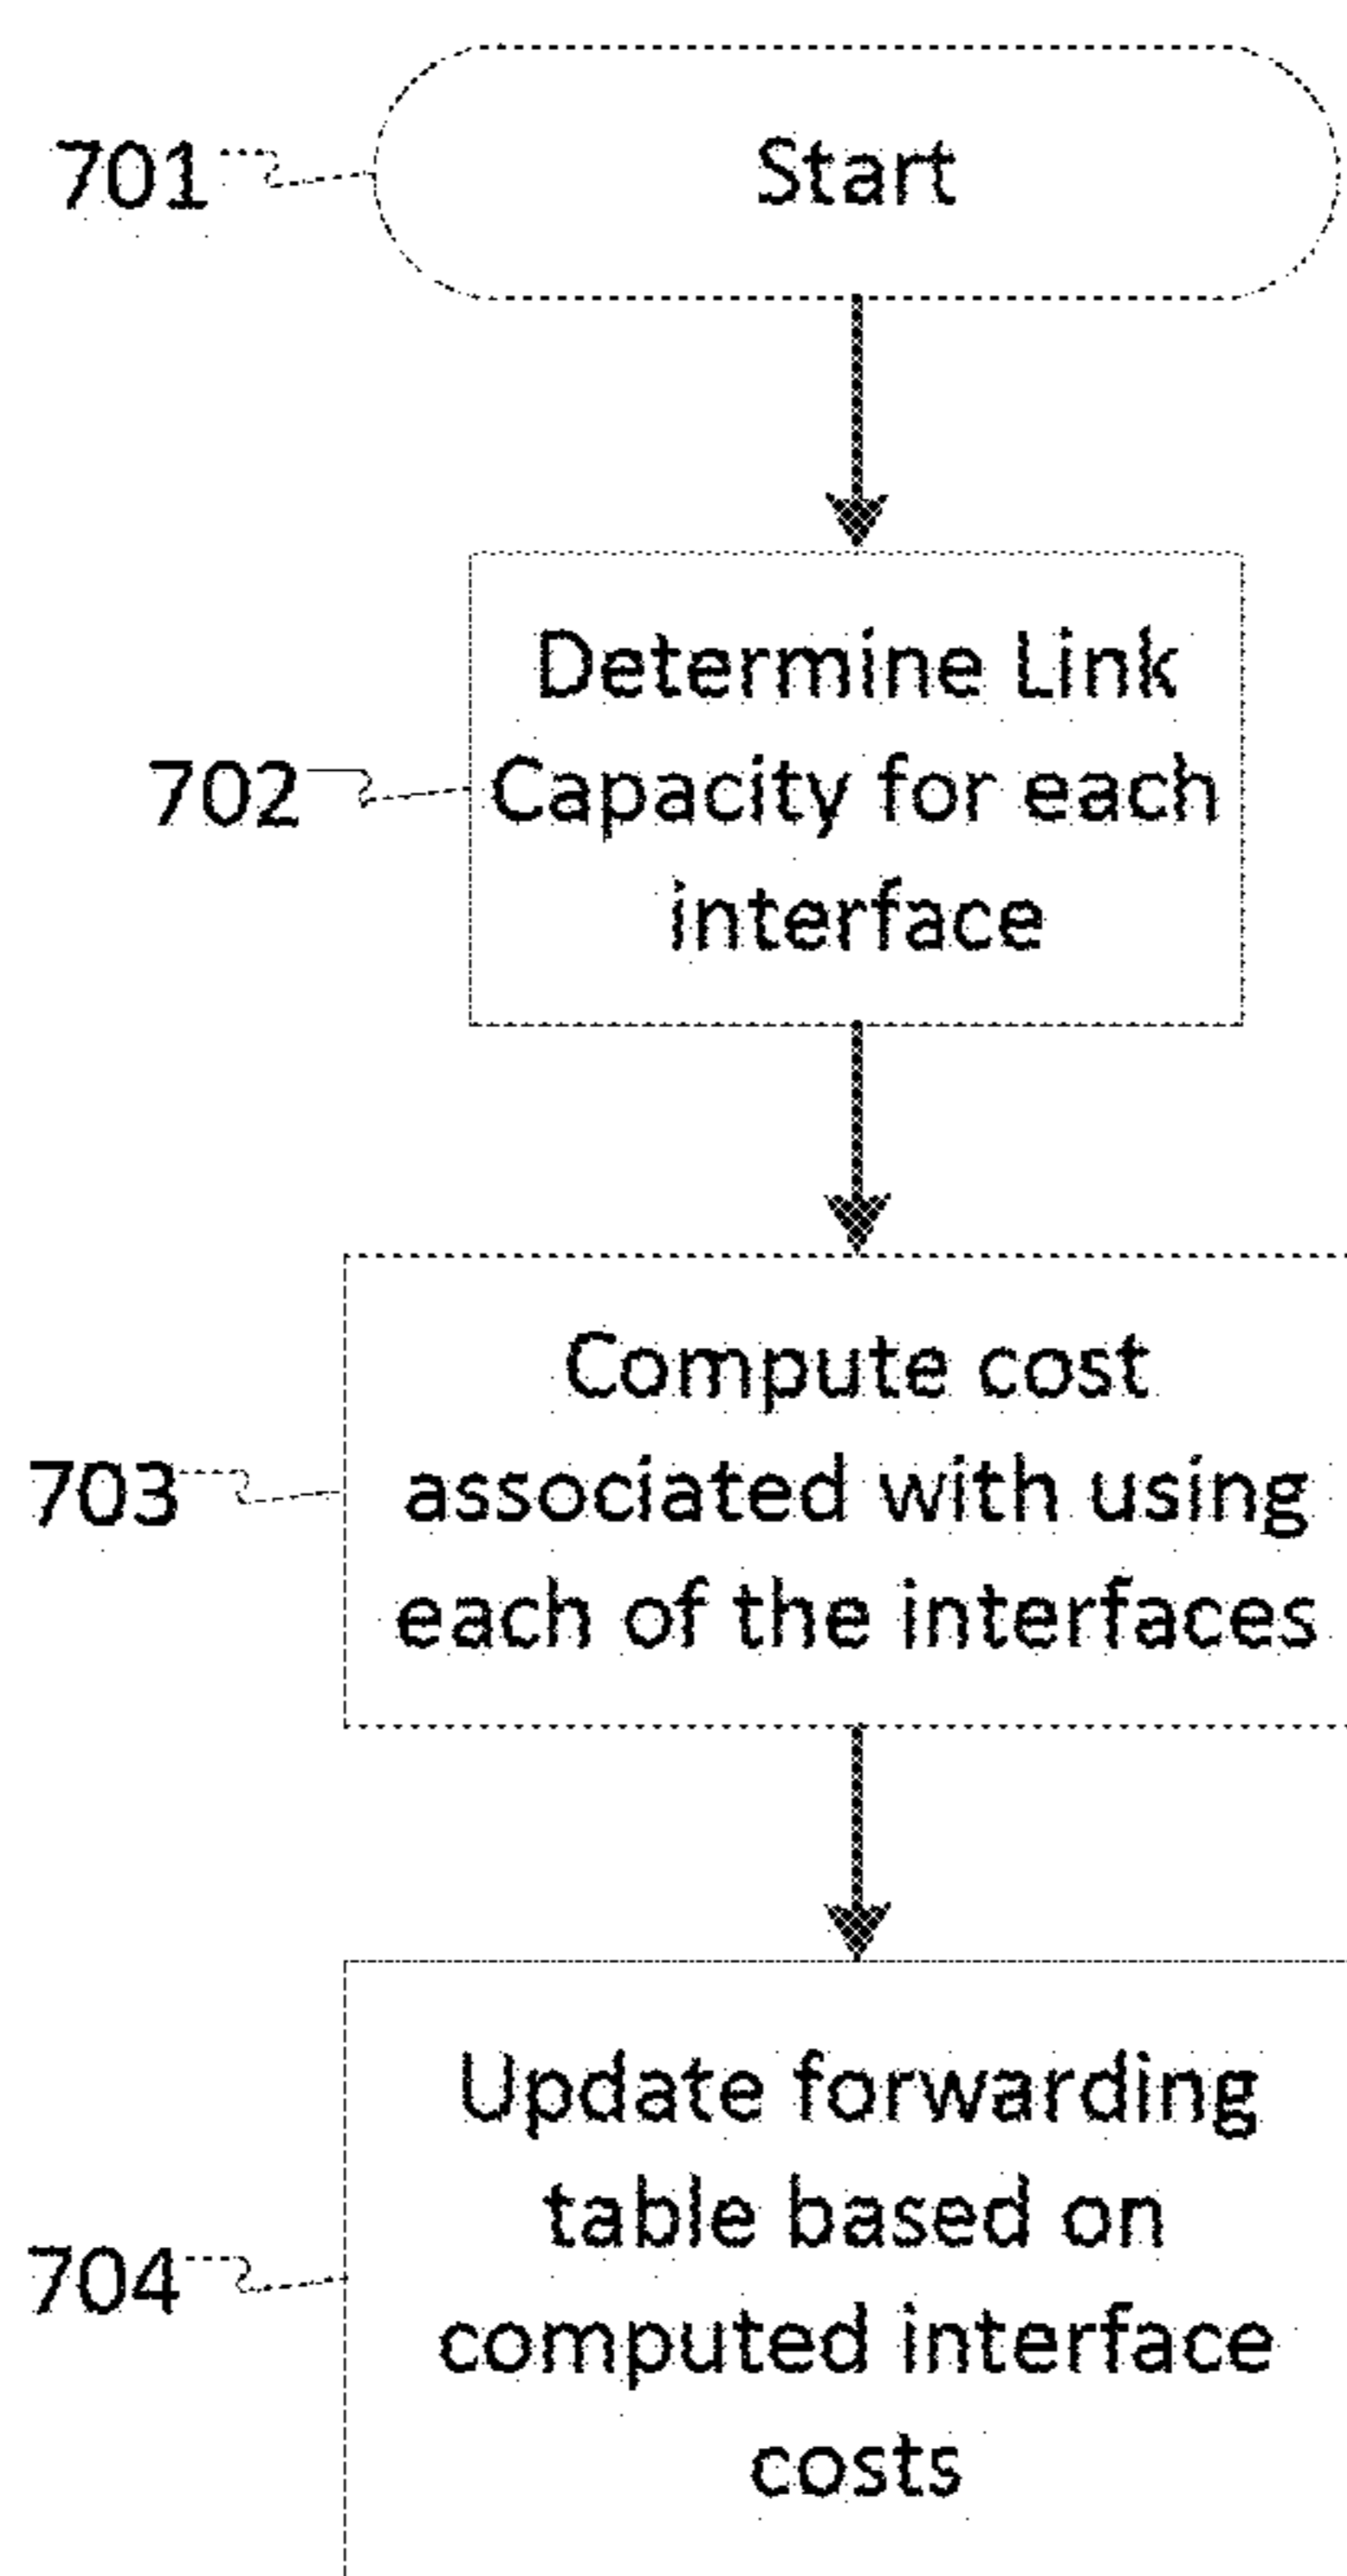 701
Start
702
Determine Link
Capacity for each
interface
703
Compute cost
associated with using
each of the interfaces
704
Update forwarding
table based on
computed interface
costs